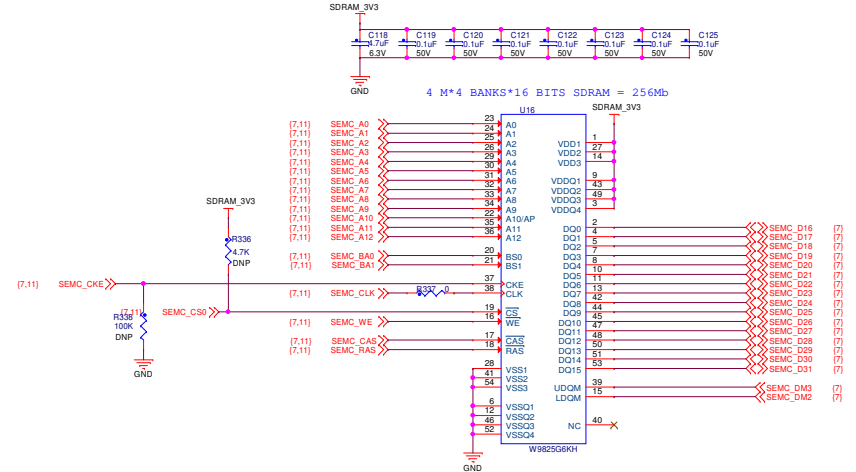 SDRAM_3V3
C118 C119 C120 C121 C122 C123 C124 C125
4.7uF 0.1uF 0.1uF 0.1uF 0.1uF 0.1uF 0.1uF 0.1uF
6.3V 50V 50V 50V 50V 50V 50V 50V
GND
4 M*4 BANKS*16 BITS SDRAM = 256Mb
U16 SDRAM_3V3
{7,11} SEMC_A0 23 A0
{7,11} SEMC_A1 24 A1
{7,11} SEMC_A2 25 A2 VDD1 1
{7,11} SEMC_A3 26 A3 VDD2 27
{7,11} SEMC_A4 29 A4 VDD3 14
{7,11} SEMC_A5 30 A5
{7,11} SEMC_A6 31 A6 VDDQ1 9
{7,11} SEMC_A7 32 A7 VDDQ2 43
{7,11} SEMC_A8 33 A8 VDDQ3 49
{7,11} SEMC_A9 34 A9 VDDQ4 3
{7,11} SEMC_A10 22 A10/AP
{7,11} SEMC_A11 35 A11 DQ0 2 SEMC_D16 {7}
{7,11} SEMC_A12 36 A12 DQ1 4 SEMC_D17 {7}
SDRAM_3V3
DQ2 5 SEMC_D18 {7}
{7,11} SEMC_BA0 20 BS0 DQ3 7 SEMC_D19 {7}
{7,11} SEMC_BA1 21 BS1 DQ4 8 SEMC_D20 {7}
R336
4.7K
DNP
DQ5 10 SEMC_D21 {7}
{7,11} SEMC_CKE 37 CKE DQ6 11 SEMC_D22 {7}
{7,11} SEMC_CLK R337 0 38 CLK DQ7 13 SEMC_D23 {7}
DQ8 42 SEMC_D24 {7}
{7,11} SEMC_CS0 19 CS DQ9 44 SEMC_D25 {7}
{7,11} SEMC_WE 16 WE DQ10 45 SEMC_D26 {7}
R338
100K
DNP
GND
DQ11 47 SEMC_D27 {7}
{7,11} SEMC_CAS 17 CAS DQ12 48 SEMC_D28 {7}
{7,11} SEMC_RAS 18 RAS DQ13 50 SEMC_D29 {7}
DQ14 51 SEMC_D30 {7}
28 VSS1 DQ15 53 SEMC_D31 {7}
41 VSS2
54 VSS3 UDQM 39 SEMC_DM3 {7}
LDQM 15 SEMC_DM2 {7}
6 VSSQ1
12 VSSQ2
46 VSSQ3 NC 40
52 VSSQ4
W9825G6KH
GND